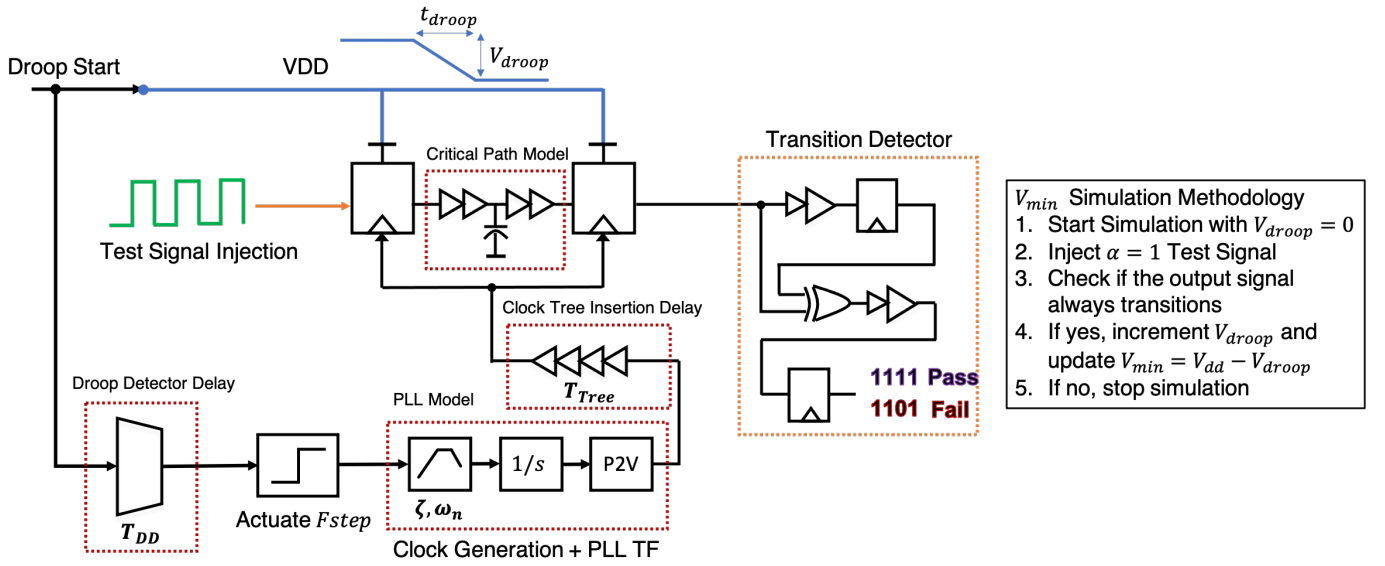 t_droop
V_droop
Droop Start
VDD
Transition Detector
Critical Path Model
Test Signal Injection
V_min Simulation Methodology
1. Start Simulation with V_droop = 0
2. Inject α = 1 Test Signal
3. Check if the output signal
always transitions
4. If yes, increment V_droop and
update V_min = V_dd − V_droop
5. If no, stop simulation
Clock Tree Insertion Delay
T_Tree
1111 Pass
1101 Fail
Droop Detector Delay
T_DD
Actuate Fstep
PLL Model
1/s
P2V
ζ, ω_n
Clock Generation + PLL TF